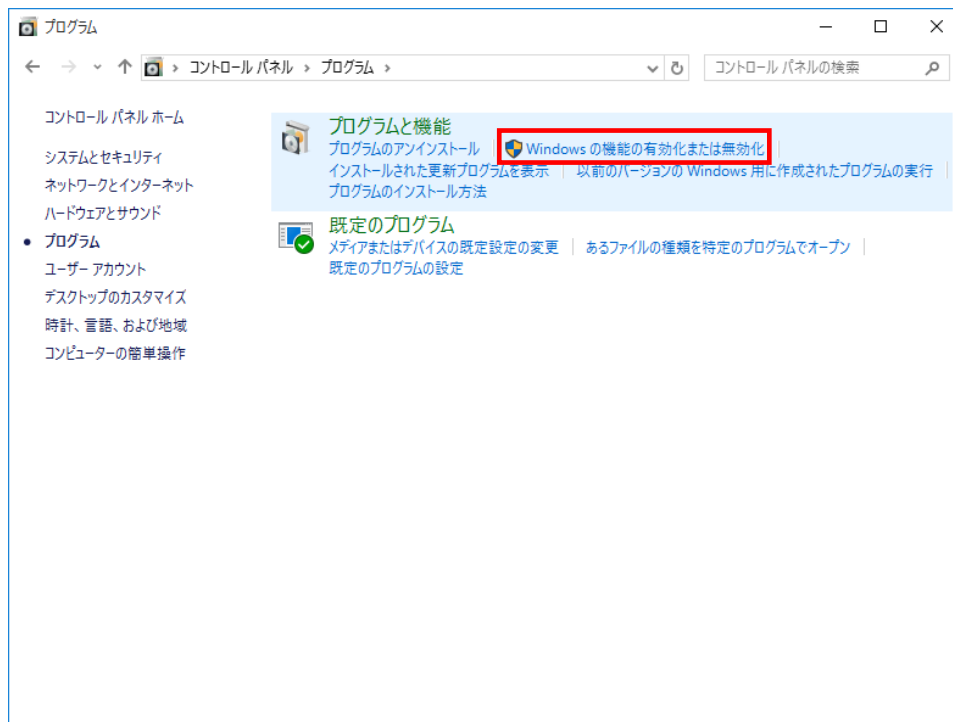 プログラム
コントロール パネル › プログラム ›
コントロール パネルの検索
コントロール パネル ホーム
システムとセキュリティ
ネットワークとインターネット
ハードウェアとサウンド
プログラム
ユーザー アカウント
デスクトップのカスタマイズ
時計、言語、および地域
コンピューターの簡単操作
プログラムと機能
プログラムのアンインストール
Windows の機能の有効化または無効化
インストールされた更新プログラムを表示
以前のバージョンの Windows 用に作成されたプログラムの実行
プログラムのインストール方法
既定のプログラム
メディアまたはデバイスの既定設定の変更
あるファイルの種類を特定のプログラムでオープン
既定のプログラムの設定